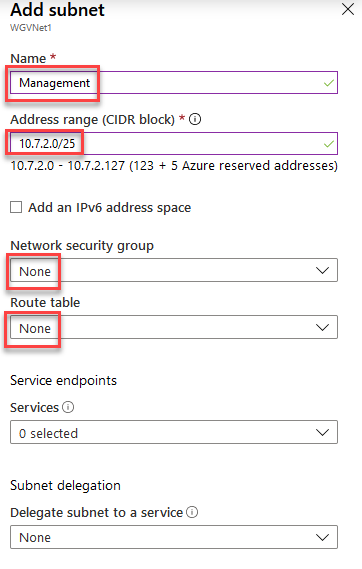 Add subnet
WGVNet1
Name *
Management
Address range (CIDR block) *
10.7.2.0/25
10.7.2.0 - 10.7.2.127 (123 + 5 Azure reserved addresses)
Add an IPv6 address space
Network security group
None
Route table
None
Service endpoints
Services
0 selected
Subnet delegation
Delegate subnet to a service
None